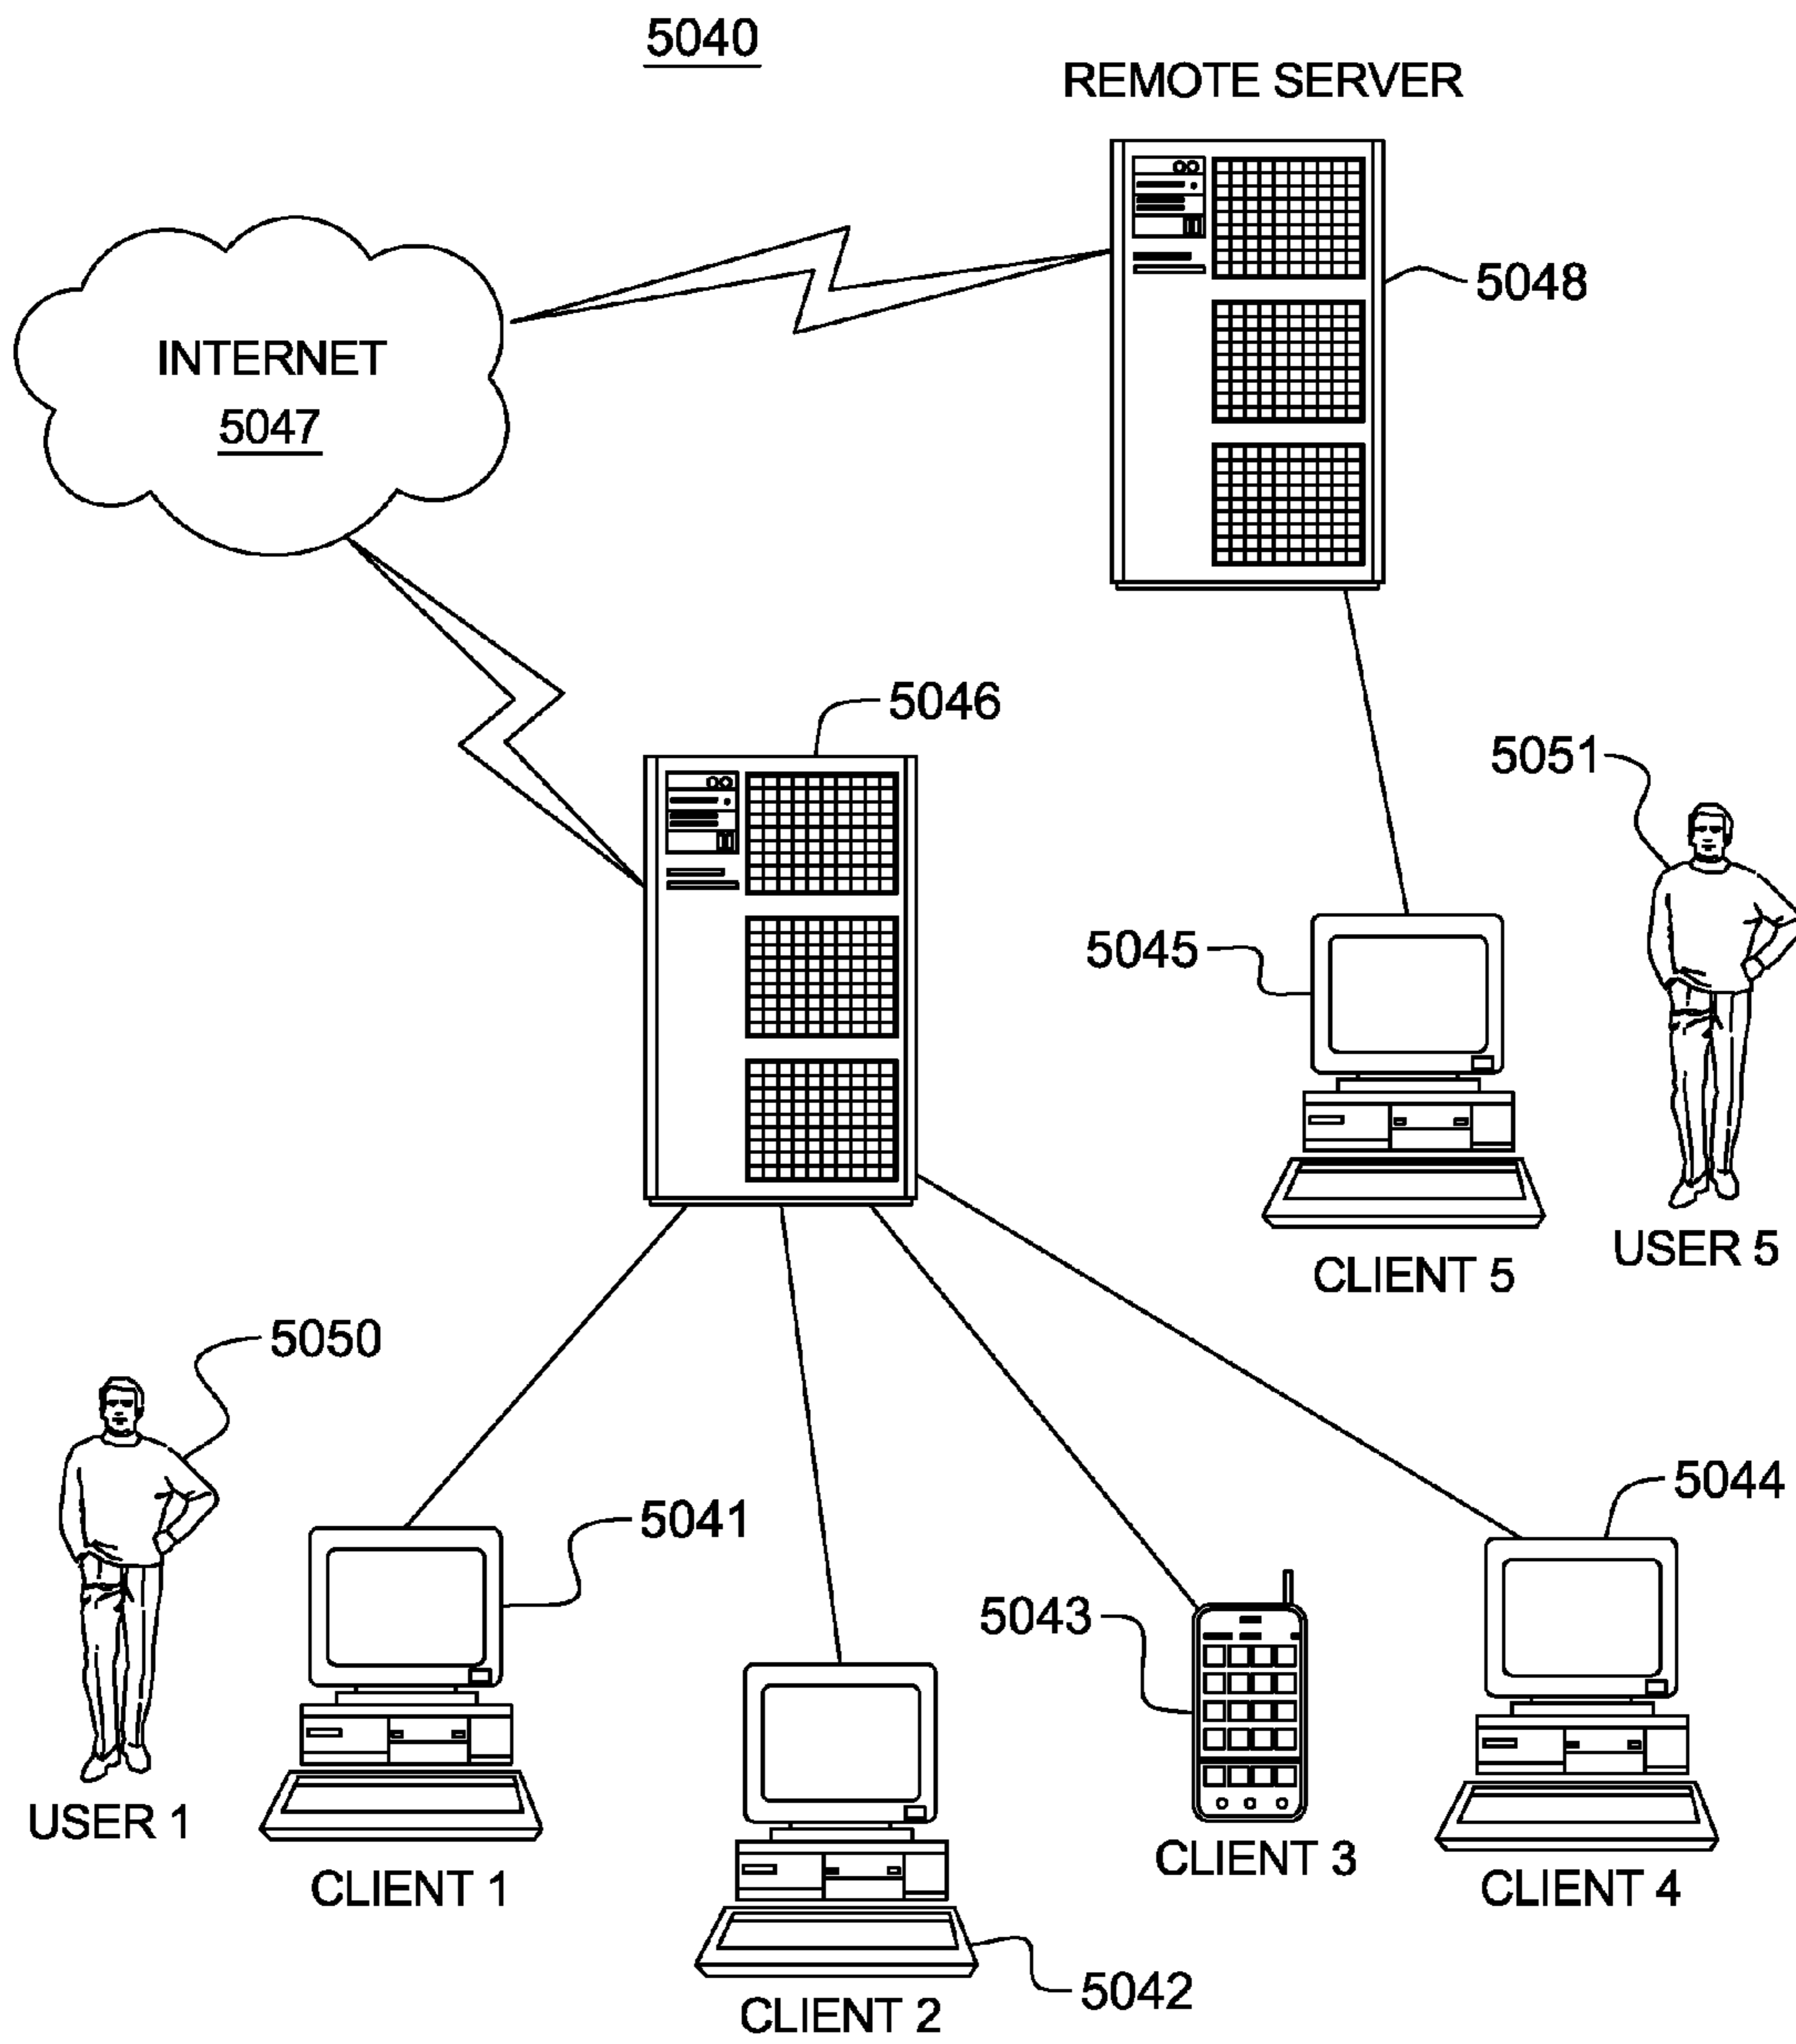 5040
REMOTE SERVER
5048
INTERNET
5047
5046
5051
5045
USER 5
CLIENT 5
5050
5044
5041
5043
USER 1
CLIENT 3
CLIENT 1
CLIENT 4
5042
CLIENT 2